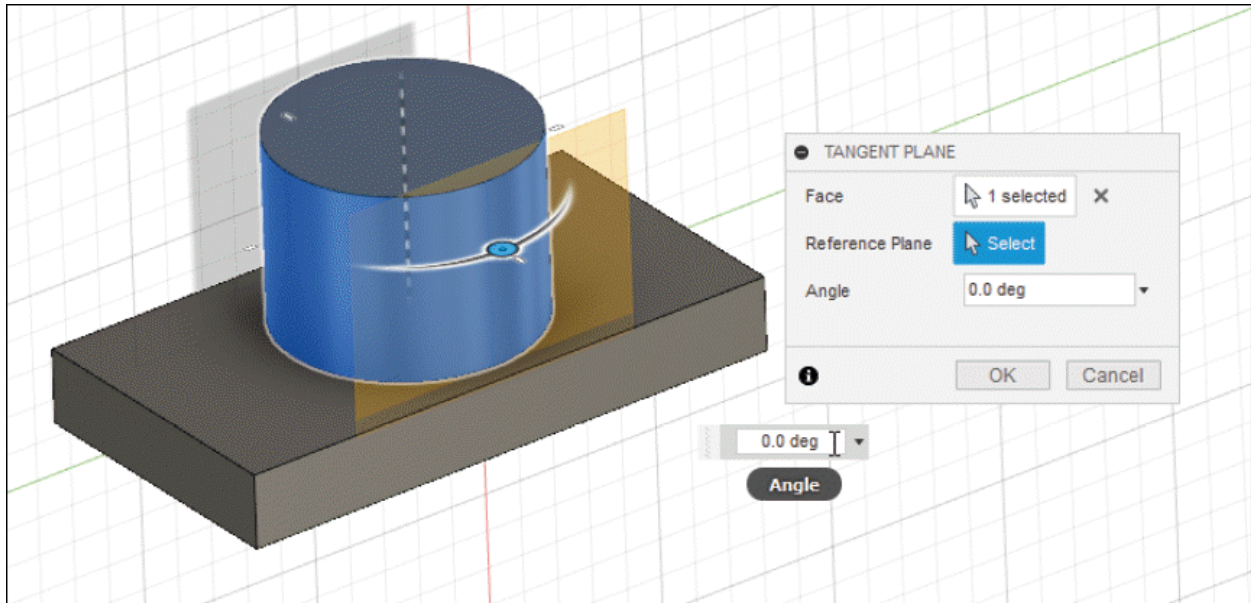 TANGENT PLANE
Face 1 selected
Reference Plane Select
Angle 0.0 deg
OK Cancel
0.0 deg
Angle